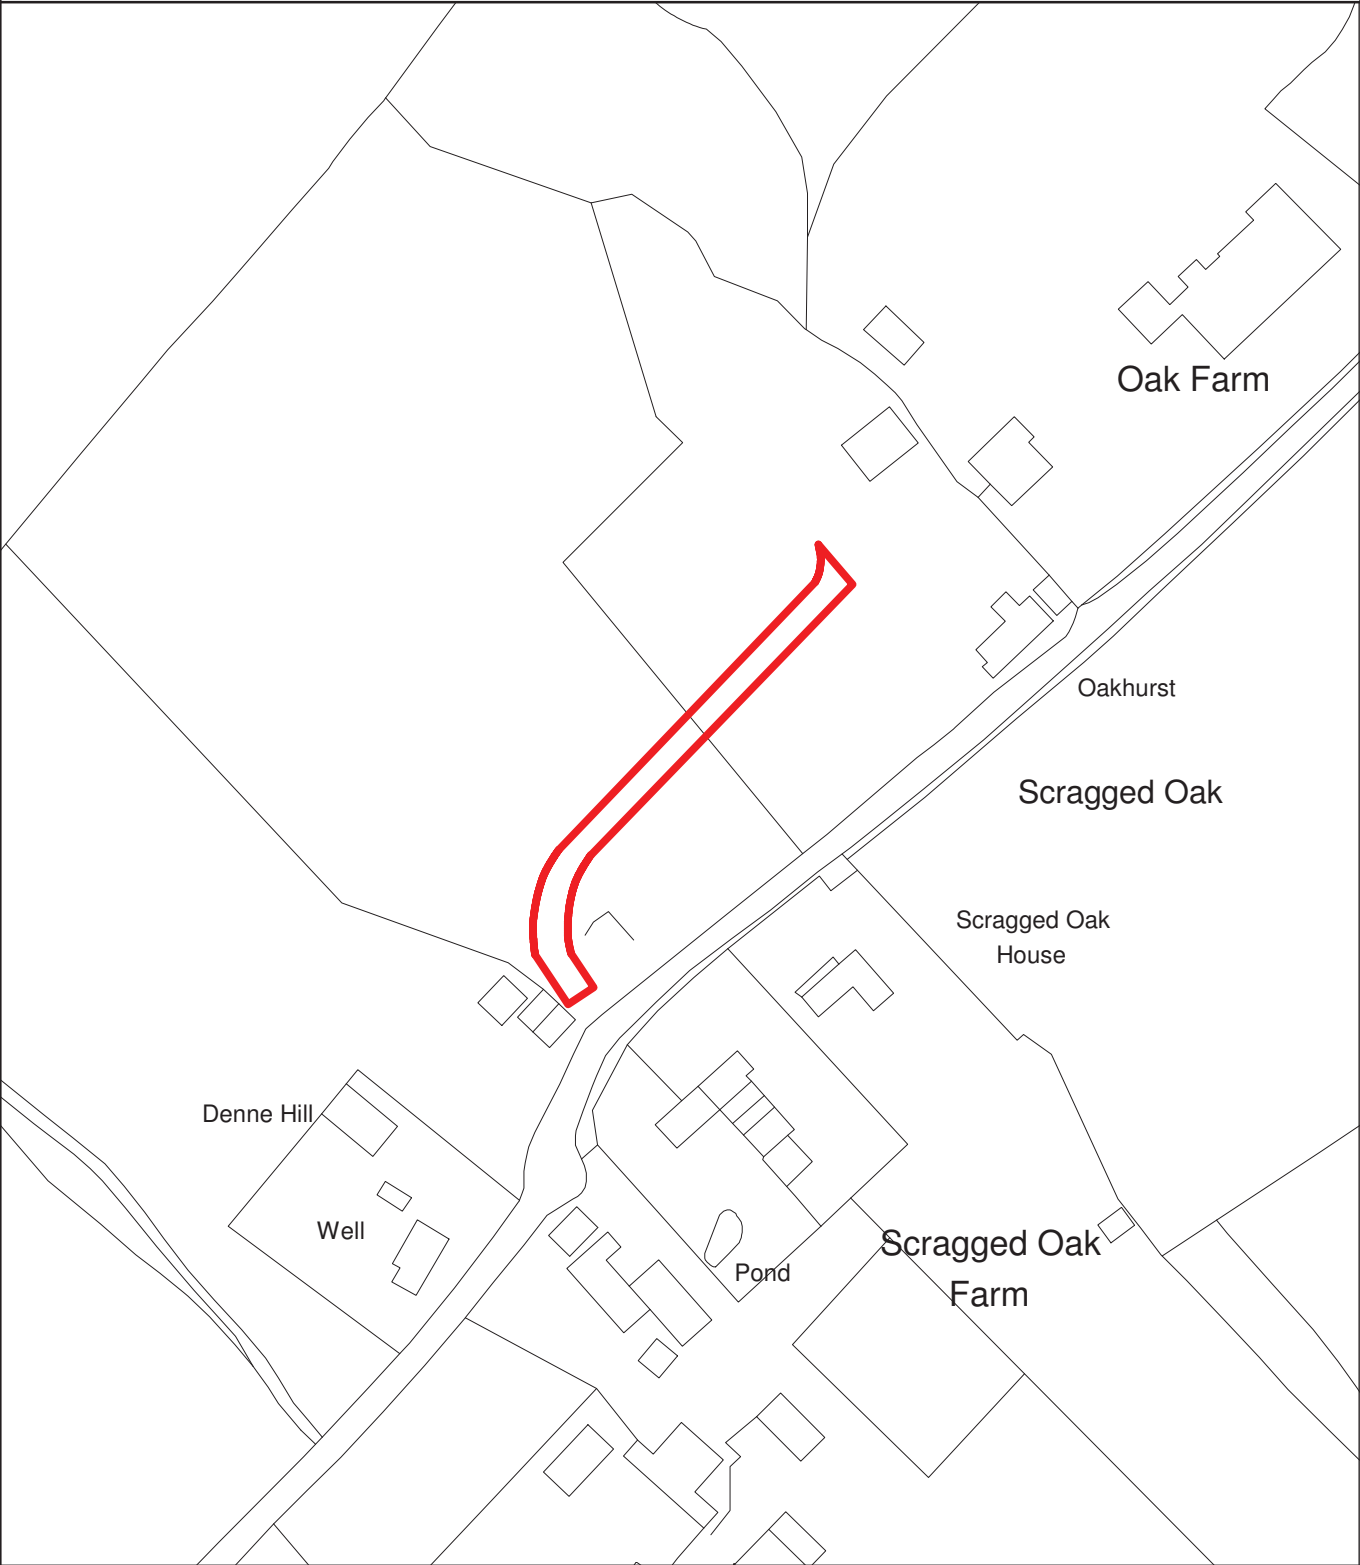 Oak Farm
Oakhurst
Scragged Oak
Scragged Oak
House
Denne Hill
Well
Scragged Oak
Farm
Pond